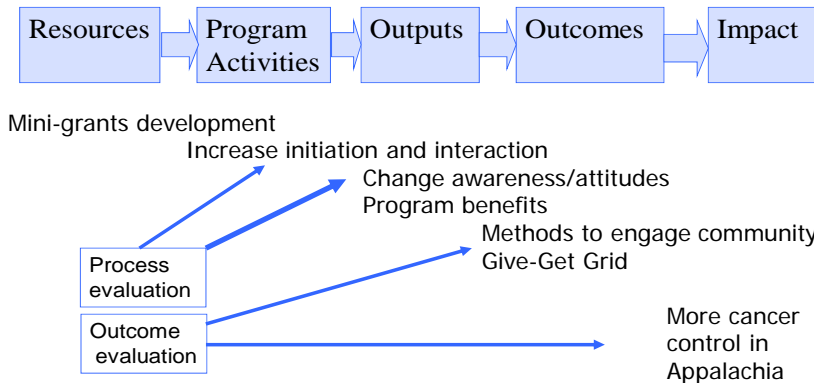 Resources
Program
Activities
Outputs
Outcomes
Impact
Mini-grants development
Increase initiation and interaction
Change awareness/attitudes
Program benefits
Methods to engage community
Give-Get Grid
Process
evaluation
Outcome
evaluation
More cancer
control in
Appalachia